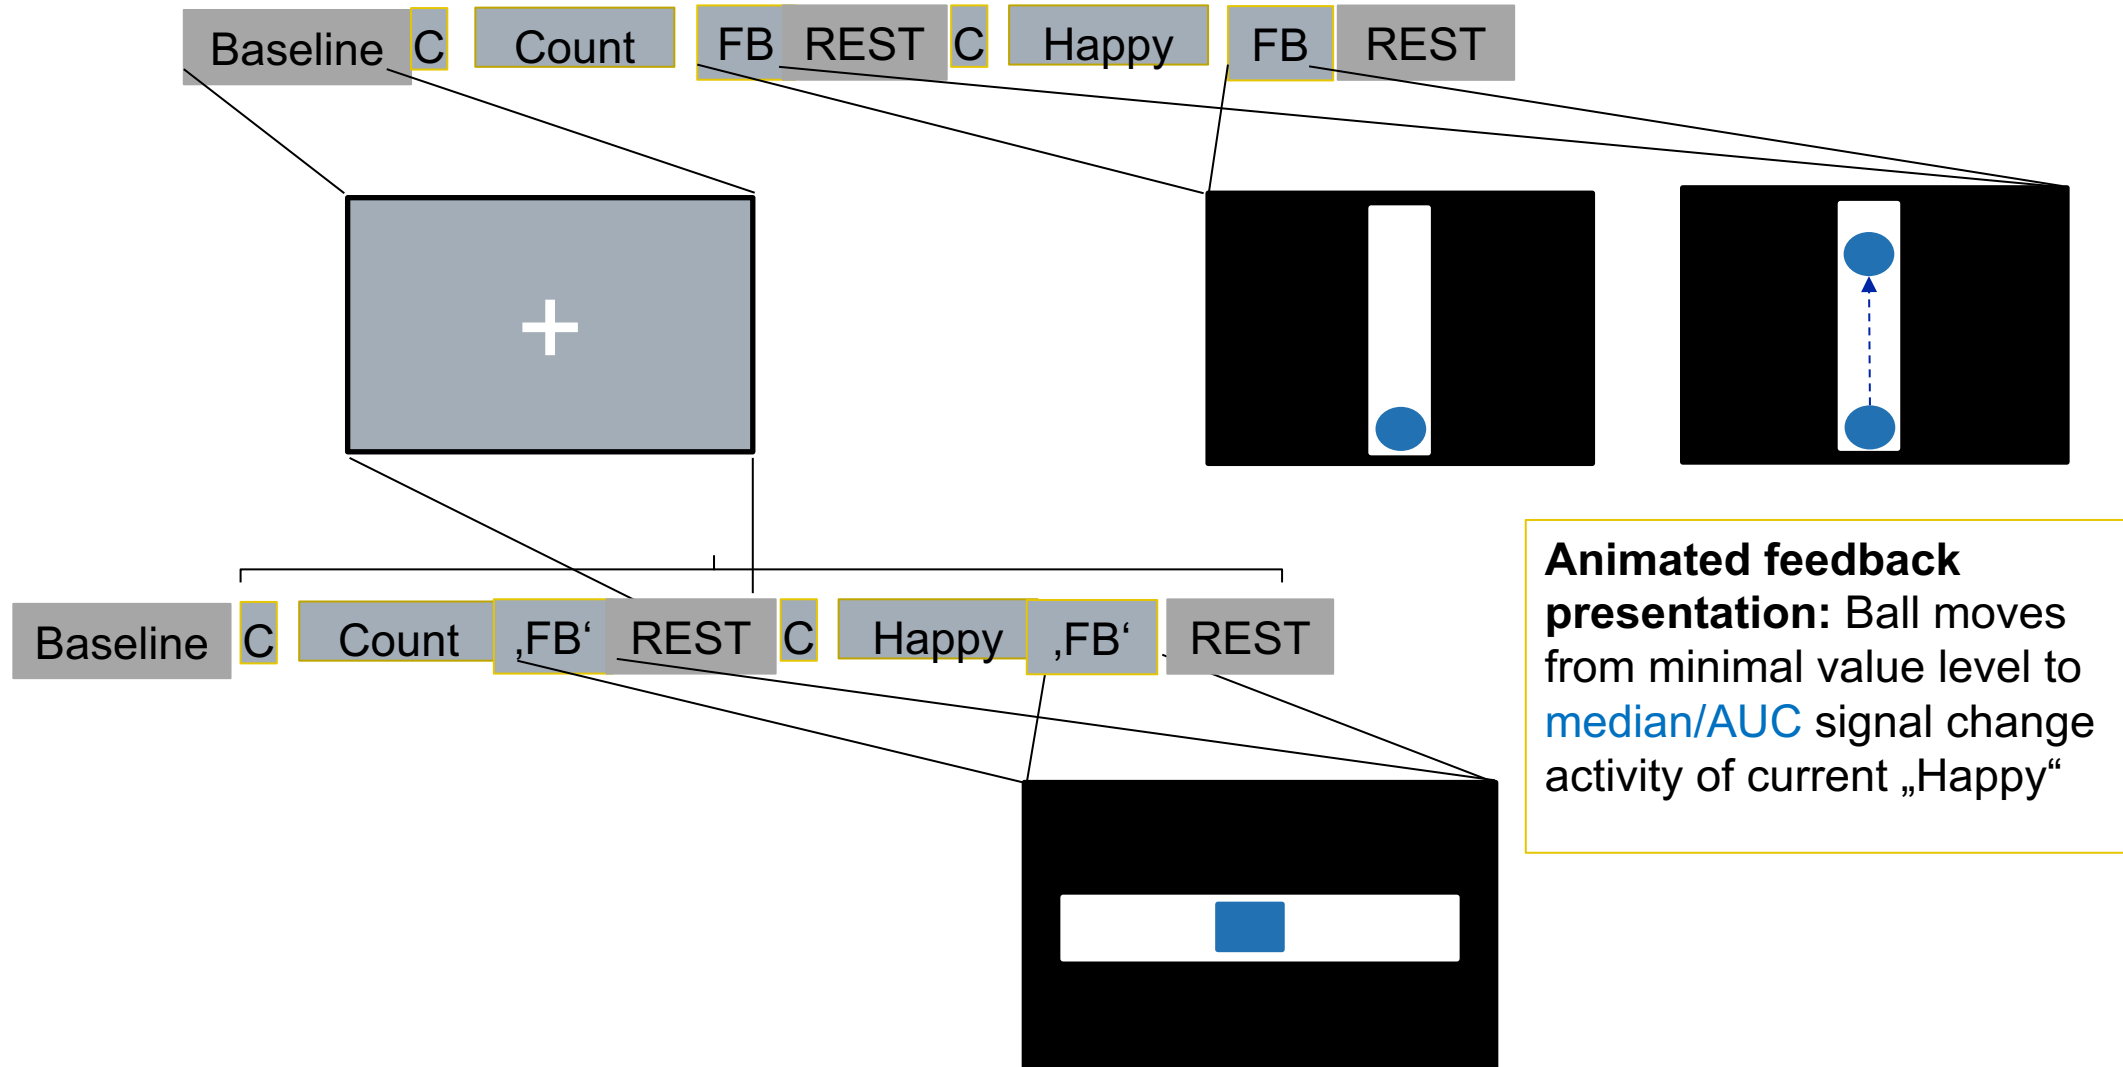 Baseline C Count FB REST C Happy FB REST
Baseline C Count ‚FB‘ REST C Happy ‚FB‘ REST
Animated feedback
presentation: Ball moves
from minimal value level to
median/AUC signal change
activity of current „Happy“